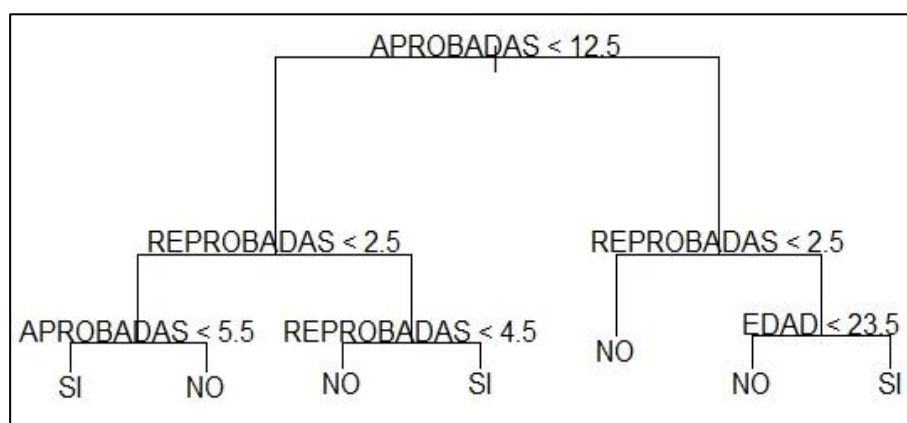 APROBADAS < 12.5
REPROBADAS < 2.5
REPROBADAS < 2.5
APROBADAS < 5.5
REPROBADAS < 4.5
EDAD < 23.5
NO
SI
NO
NO
SI
NO
SI